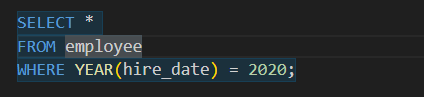 SELECT *
FROM employee
WHERE YEAR(hire_date) = 2020;